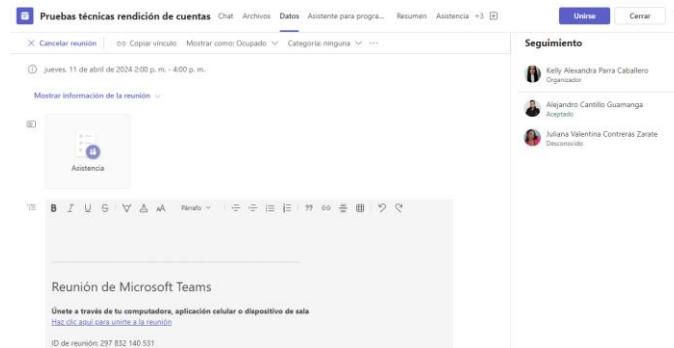 Pruebas técnicas rendición de cuentas Chat Archivos Datos Asistente para progra... Resumen Asistencia +3 Unirse Cerrar
Cancelar reunión Copiar vínculo Mostrar como: Ocupado Categoría: ninguna ...
jueves, 11 de abril de 2024 2:00 p. m. - 4:00 p. m.
Mostrar información de la reunión
Asistencia
B I U S AA Párrafo
Reunión de Microsoft Teams
Únete a través de tu computadora, aplicación celular o dispositivo de sala
Haz clic aquí para unirte a la reunión
ID de reunión: 297 832 140 531
Seguimiento
Kelly Alexandra Parra Caballero
Organizador
Alejandro Cantillo Guamanga
Aceptado
Juliana Valentina Contreras Zarate
Desconocido